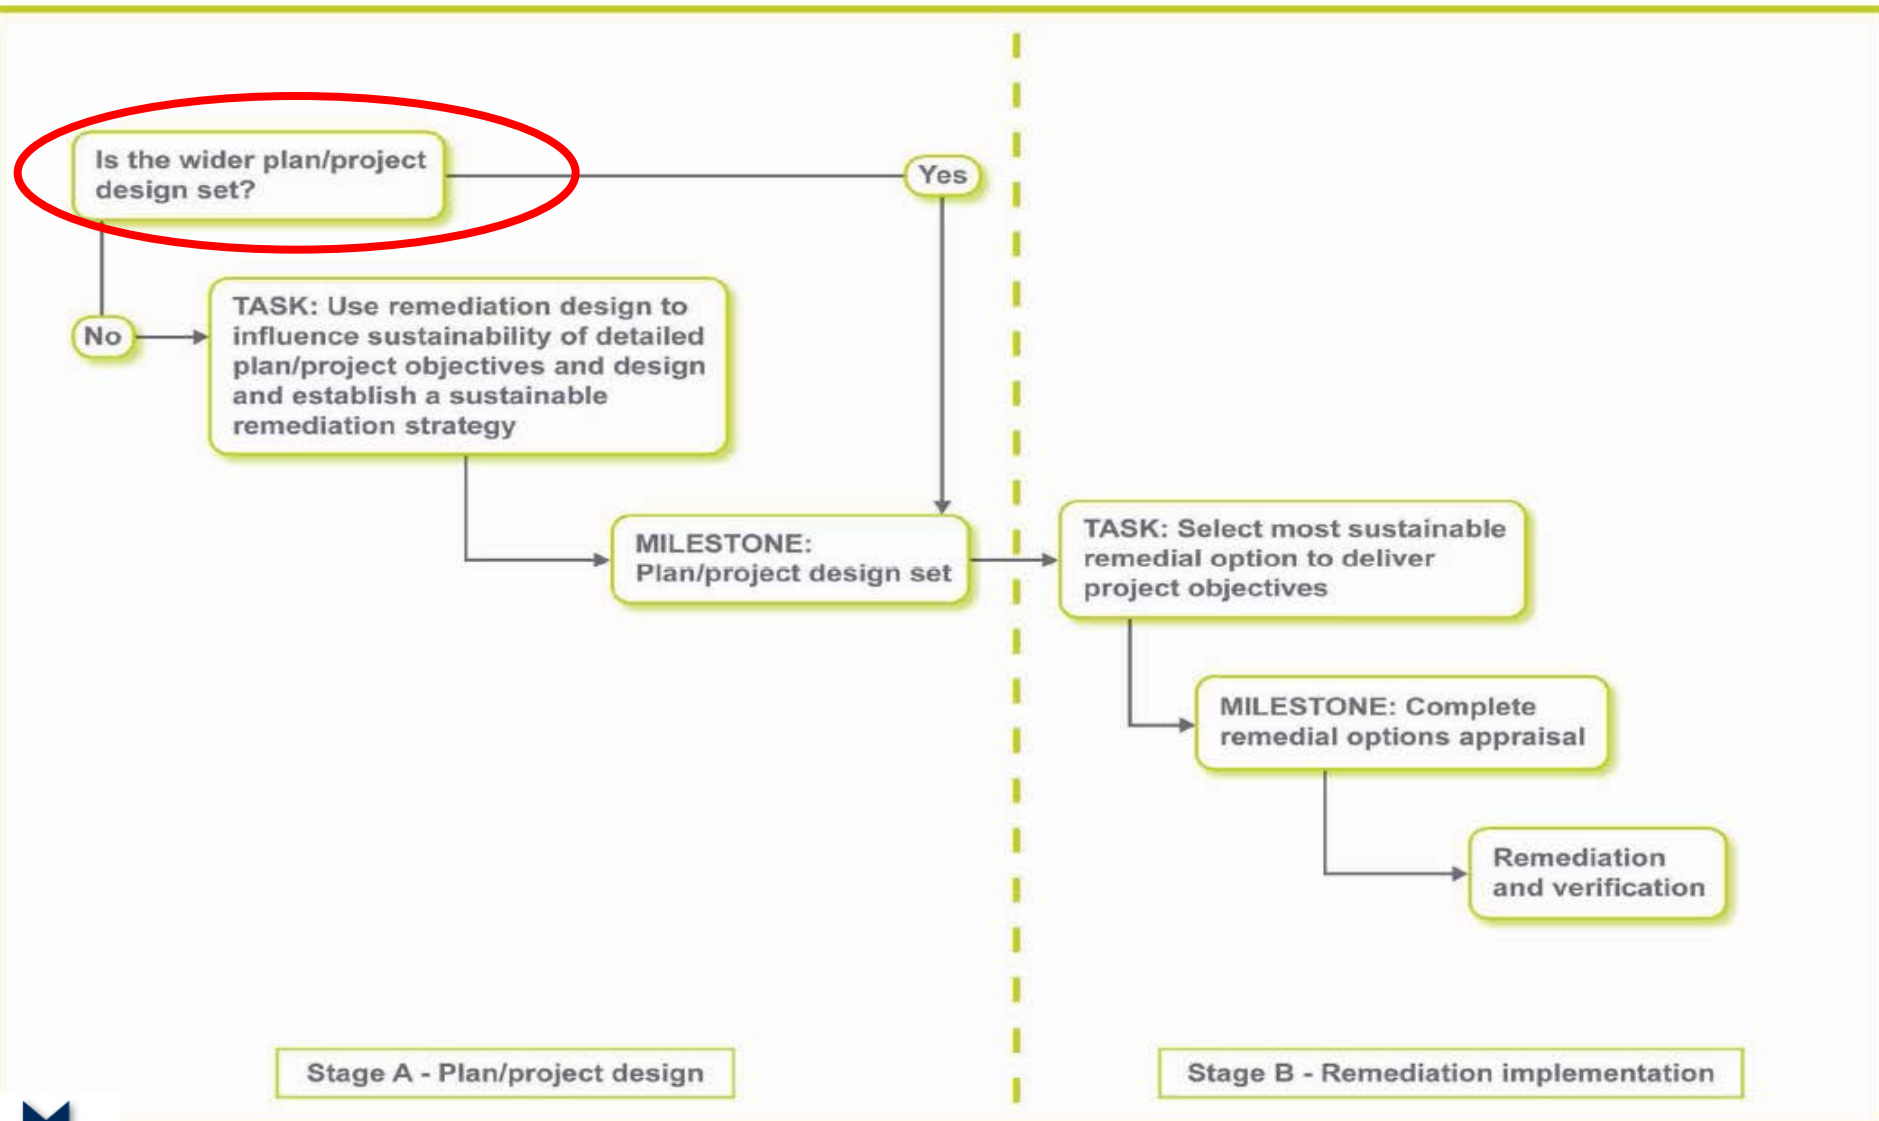 Is the wider plan/project
design set?
Yes
No
TASK: Use remediation design to
influence sustainability of detailed
plan/project objectives and design
and establish a sustainable
remediation strategy
MILESTONE:
Plan/project design set
TASK: Select most sustainable
remedial option to deliver
project objectives
MILESTONE: Complete
remedial options appraisal
Remediation
and verification
Stage A - Plan/project design
Stage B - Remediation implementation